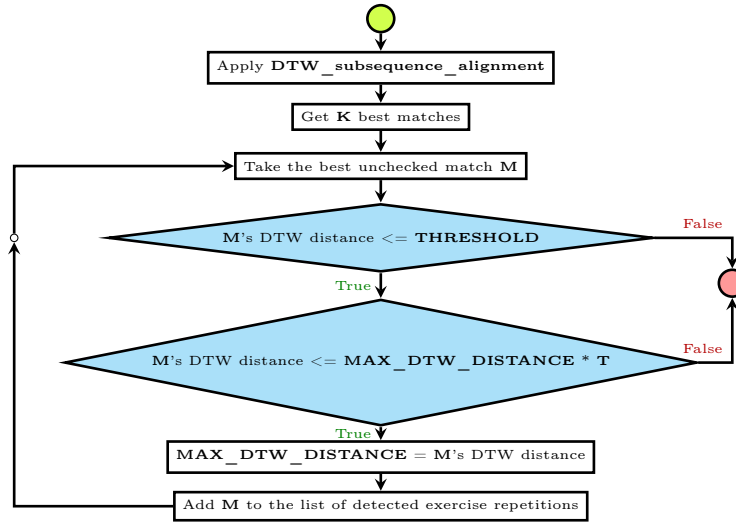 Apply DTW_subsequence_alignment
Get K best matches
Take the best unchecked match M
M's DTW distance <= THRESHOLD
False
True
M's DTW distance <= MAX_DTW_DISTANCE * T
False
True
MAX_DTW_DISTANCE = M's DTW distance
Add M to the list of detected exercise repetitions